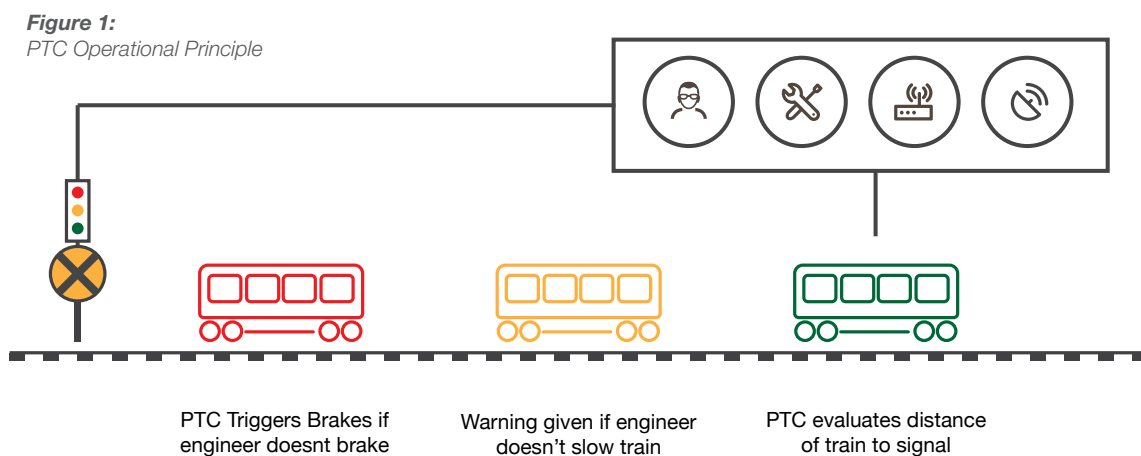 Figure 1:
PTC Operational Principle
PTC Triggers Brakes if
engineer doesnt brake
Warning given if engineer
doesn’t slow train
PTC evaluates distance
of train to signal